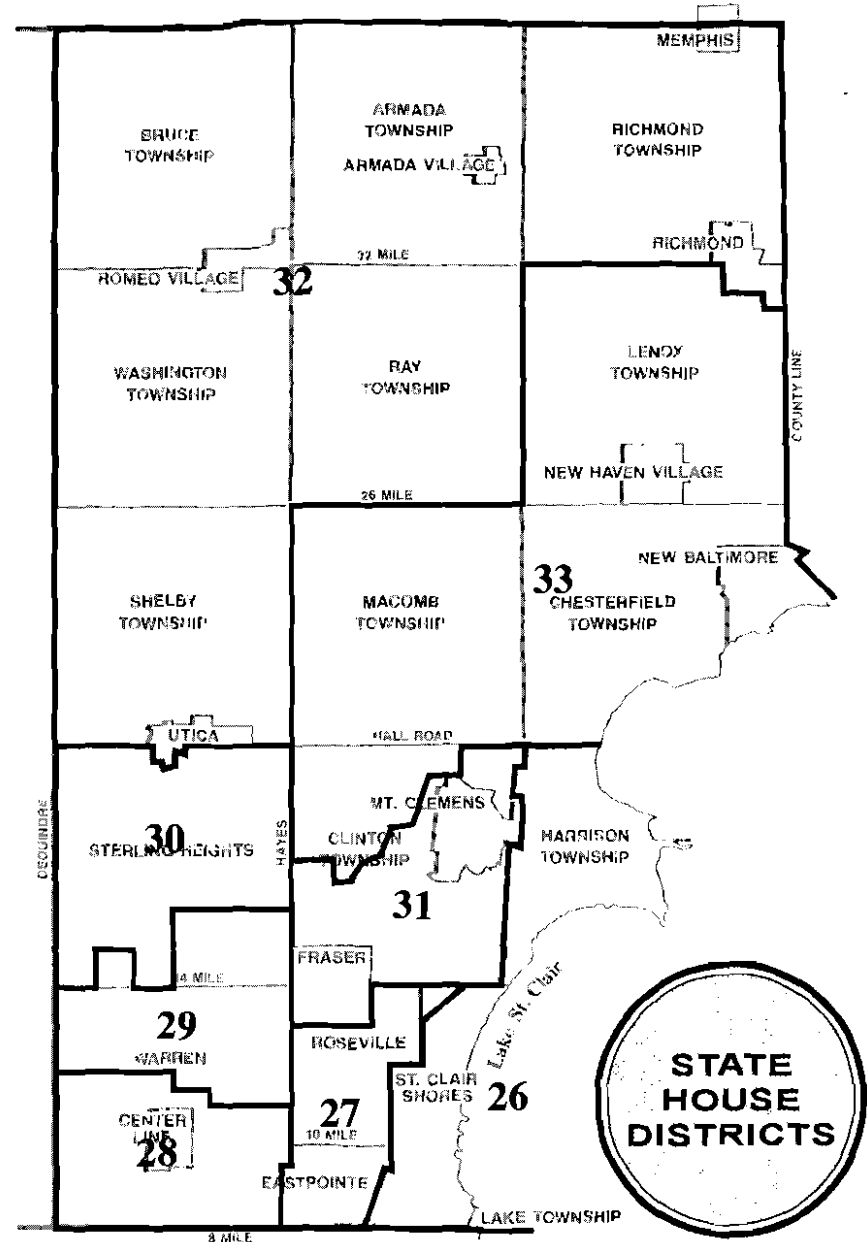 MEMPHIS
ARMADA
TOWNSHIP
BRUCE
TOWNSHIP
RICHMOND
TOWNSHIP
ARMADA VILLAGE
RICHMOND
32 MILE
ROMEO VILLAGE
32
LENOX
TOWNSHIP
WASHINGTON
TOWNSHIP
RAY
TOWNSHIP
COUNTY LINE
NEW HAVEN VILLAGE
26 MILE
NEW BALTIMORE
33
SHELBY
TOWNSHIP
MACOMB
TOWNSHIP
CHESTERFIELD
TOWNSHIP
UTICA
HALL ROAD
MT. CLEMENS
DEQUINDRE
30
STERLING HEIGHTS
HAYES
CLINTON
TOWNSHIP
HARRISON
TOWNSHIP
31
FRASER
14 MILE
Lake St. Clair
29
WARREN
ROSEVILLE
ST. CLAIR
SHORES
26
STATE
HOUSE
DISTRICTS
CENTER
LINE
28
27
10 MILE
EASTPOINTE
LAKE TOWNSHIP
8 MILE